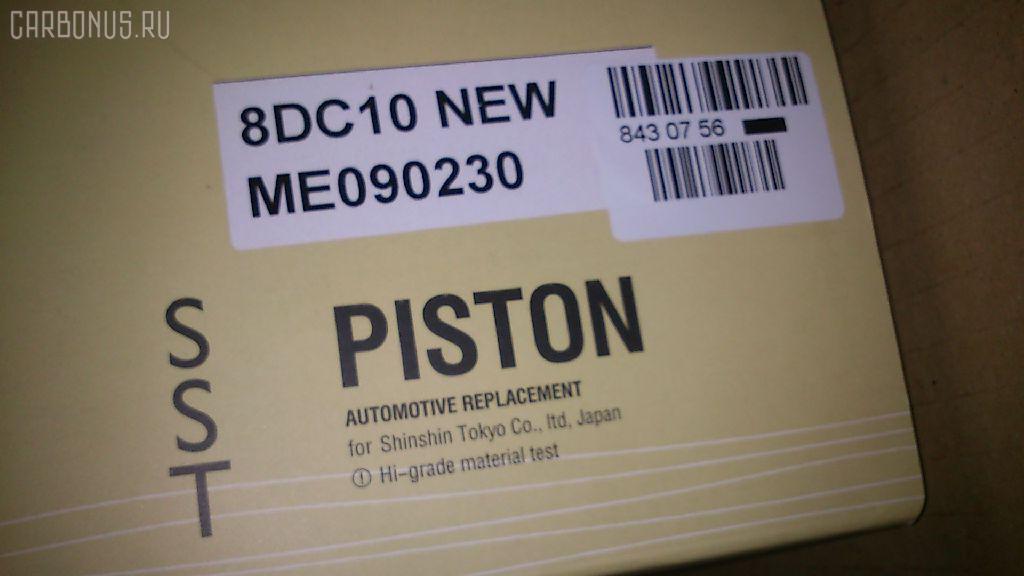 CARBONUS.RU
8DC10 NEW
ME090230
843 07 56
SST
PISTON
AUTOMOTIVE REPLACEMENT
for Shinshin Tokyo Co., ltd, Japan
① Hi-grade material test